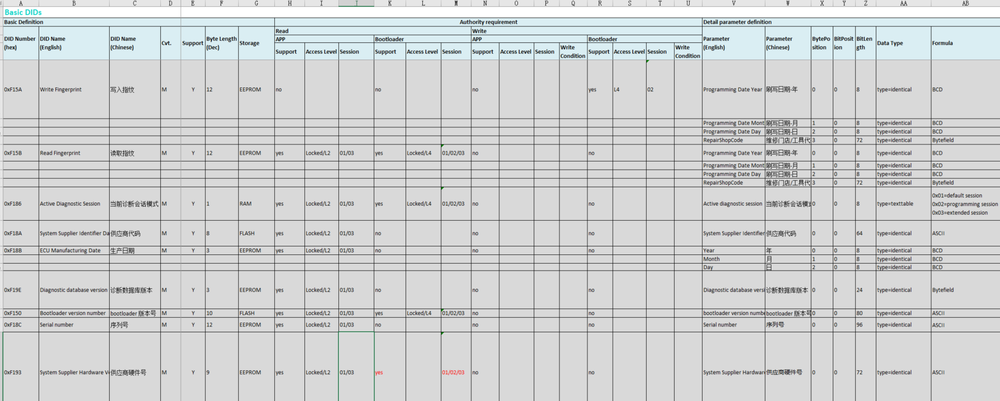 A B C D E F G H I J K L M N O P Q R S T U V W X Y Z AA AB
Basic DIDs
Basic Definition Authority requirement Detail parameter definition
DID Number (hex) DID Name (English) DID Name (Chinese) Cvt. Support Byte Length (Dec) Storage Read Write Parameter (English) Parameter (Chinese) BytePosition BitPosition BitLength Data Type Formula
APP Bootloader APP Bootloader
Support Access Level Session Support Access Level Session Support Access Level Session Write Condition Support Access Level Session Write Condition
0xF15A Write Fingerprint 写入指纹 M Y 12 EEPROM no no no yes L4 02 Programming Date Year 刷写日期-年 0 0 8 type=identical BCD
Programming Date Mont 刷写日期-月 1 0 8 type=identical BCD
Programming Date Day 刷写日期-日 2 0 8 type=identical BCD
RepairShopCode 维修门店/工具代 3 0 72 type=identical Bytefield
0xF15B Read Fingerprint 读取指纹 M Y 12 EEPROM yes Locked/L2 01/03 yes Locked/L4 01/02/03 no no Programming Date Year 刷写日期-年 0 0 8 type=identical BCD
Programming Date Mont 刷写日期-月 1 0 8 type=identical BCD
Programming Date Day 刷写日期-日 2 0 8 type=identical BCD
RepairShopCode 维修门店/工具代 3 0 72 type=identical Bytefield
0xF186 Active Diagnostic Session 当前诊断会话模式 M Y 1 RAM yes Locked/L2 01/03 yes Locked/L4 01/02/03 no no Active diagnostic session 当前诊断会话模 0 0 8 type=texttable 0x01=default session
0x02=programming session
0x03=extended session
0xF18A System Supplier Identifier Da 供应商代码 M Y 8 FLASH yes Locked/L2 01/03 no no no System Supplier Identifier 供应商代码 0 0 64 type=identical ASCII
0xF18B ECU Manufacturing Date 生产日期 M Y 3 EEPROM yes Locked/L2 01/03 no no no Year 年 0 0 8 type=identical BCD
Month 月 1 0 8 type=identical BCD
Day 日 2 0 8 type=identical BCD
0xF19E Diagnostic database version 诊断数据库版本 M Y 3 EEPROM yes Locked/L2 01/03 no no no Diagnostic database versi 诊断数据库版本 0 0 24 type=identical Bytefield
0xF150 Bootloader version number bootloader 版本号 M Y 10 FLASH yes Locked/L2 01/03 yes Locked/L4 01/02/03 no no bootloader version numb bootloader 版本号 0 0 80 type=identical ASCII
0xF18C Serial number 序列号 M Y 12 EEPROM yes Locked/L2 01/03 no no no Serial number 序列号 0 0 96 type=identical ASCII
0xF193 System Supplier Hardware V 供应商硬件号 M Y 9 EEPROM yes Locked/L2 01/03 yes 01/02/03 no no System Supplier Hardwar 供应商硬件号 0 0 72 type=identical ASCII